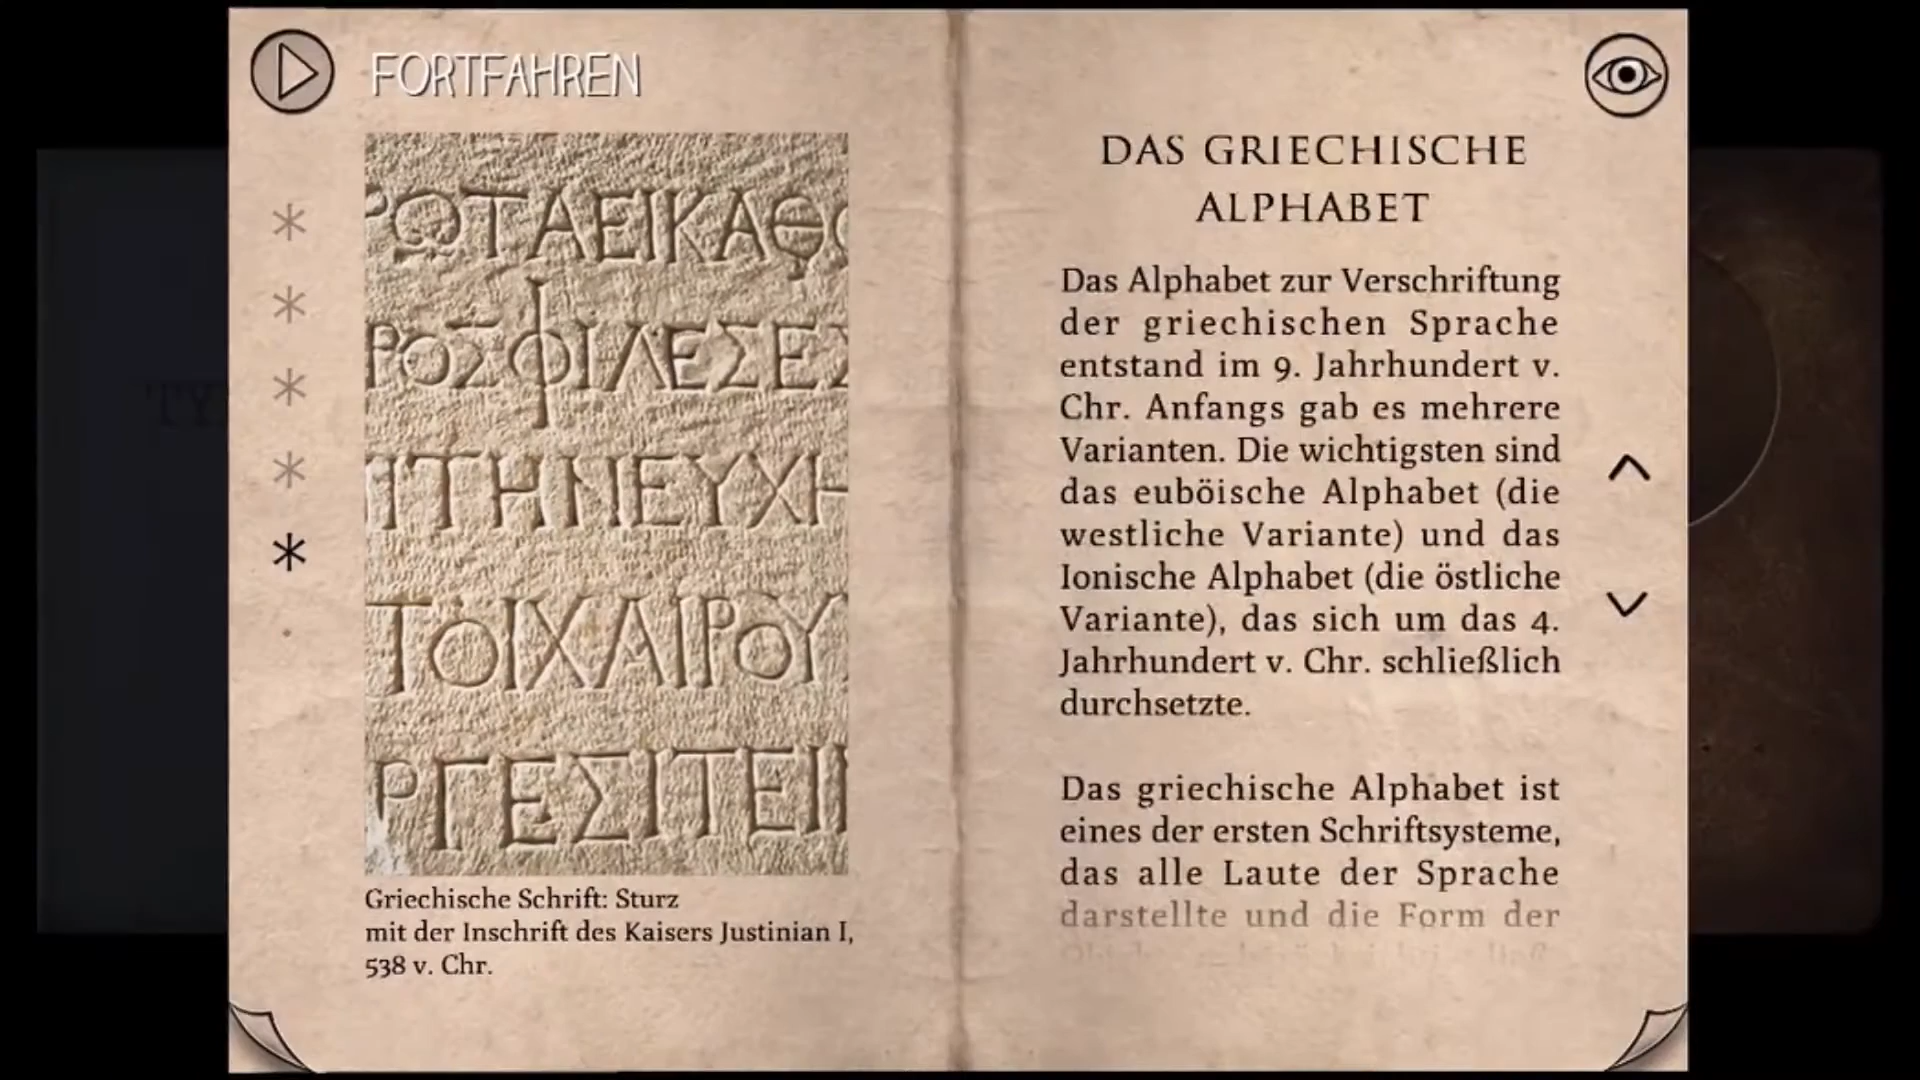 FORTFAHREN
ΡΩΤΑΕΙΚΑΘΟ
ΡΟΣΦΙΛΕΣΕΣ
ΙΤΗΝΕΥΧΗ
ΤΟΙΧΑΙΡΟΥ
ΡΓΕΣΙΤΕΙ
Griechische Schrift: Sturz
mit der Inschrift des Kaisers Justinian I,
538 v. Chr.
DAS GRIECHISCHE
ALPHABET
Das Alphabet zur Verschriftung
der griechischen Sprache
entstand im 9. Jahrhundert v.
Chr. Anfangs gab es mehrere
Varianten. Die wichtigsten sind
das euböische Alphabet (die
westliche Variante) und das
Ionische Alphabet (die östliche
Variante), das sich um das 4.
Jahrhundert v. Chr. schließlich
durchsetzte.
Das griechische Alphabet ist
eines der ersten Schriftsysteme,
das alle Laute der Sprache
darstellte und die Form der